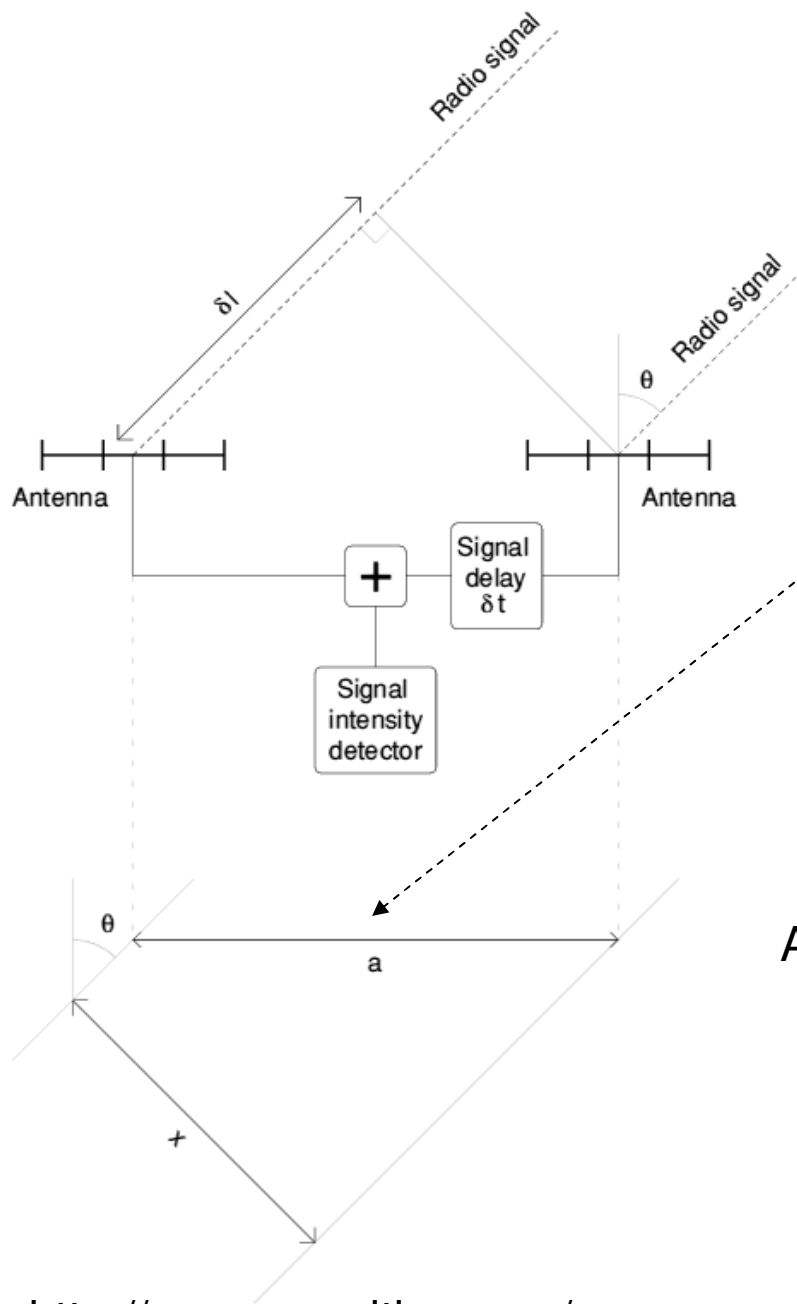 Radio signal
Radio signal
δl
θ
Antenna
Antenna
Signal
delay
δt
+
Signal
intensity
detector
θ
a
A
x